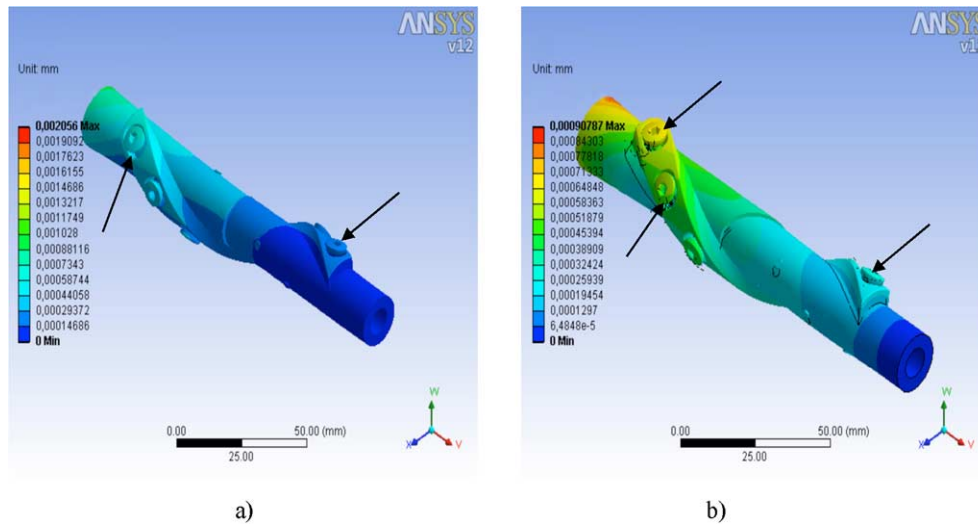 ANSYS
v12
Unit: mm
0,002056 Max
0,0019092
0,0017623
0,0016155
0,0014686
0,0013217
0,0011749
0,001028
0,00088116
0,0007343
0,00058744
0,00044058
0,00029372
0,00014686
0 Min
W
X
Y
0.00
50.00 (mm)
25.00
a)
ANSYS
Unit: mm
0,00090787 Max
0,00084303
0,00077818
0,00071333
0,00064848
0,00058363
0,00051879
0,00045394
0,00038909
0,00032424
0,00025939
0,00019454
0,0001297
6,4848e-5
0 Min
W
X
0.00
50.00 (mm)
25.00
b)